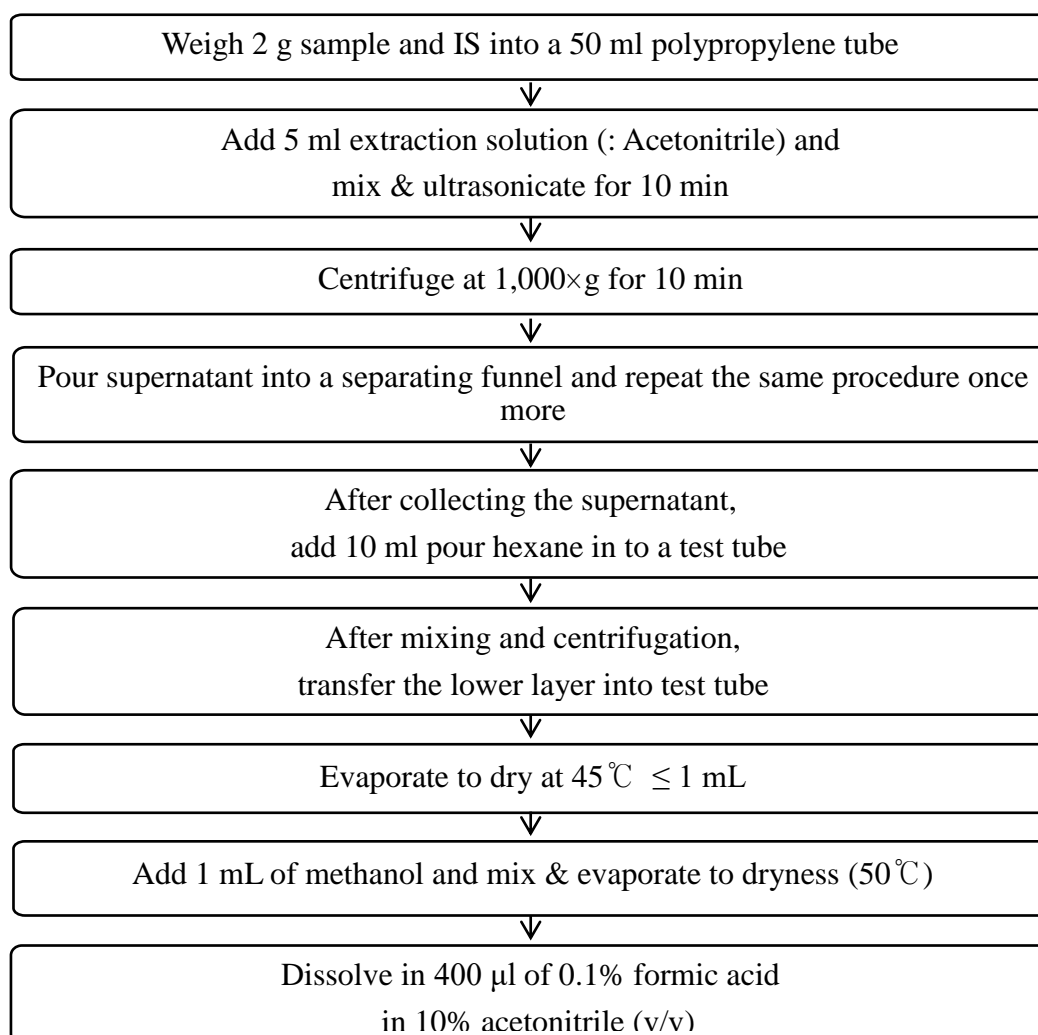 Weigh 2 g sample and IS into a 50 ml polypropylene tube
Add 5 ml extraction solution (: Acetonitrile) and
mix & ultrasonicate for 10 min
Centrifuge at 1,000×g for 10 min
Pour supernatant into a separating funnel and repeat the same procedure once
more
After collecting the supernatant,
add 10 ml pour hexane in to a test tube
After mixing and centrifugation,
transfer the lower layer into test tube
Evaporate to dry at 45℃ ≤ 1 mL
Add 1 mL of methanol and mix & evaporate to dryness (50℃)
Dissolve in 400 μl of 0.1% formic acid
in 10% acetonitrile (v/v)